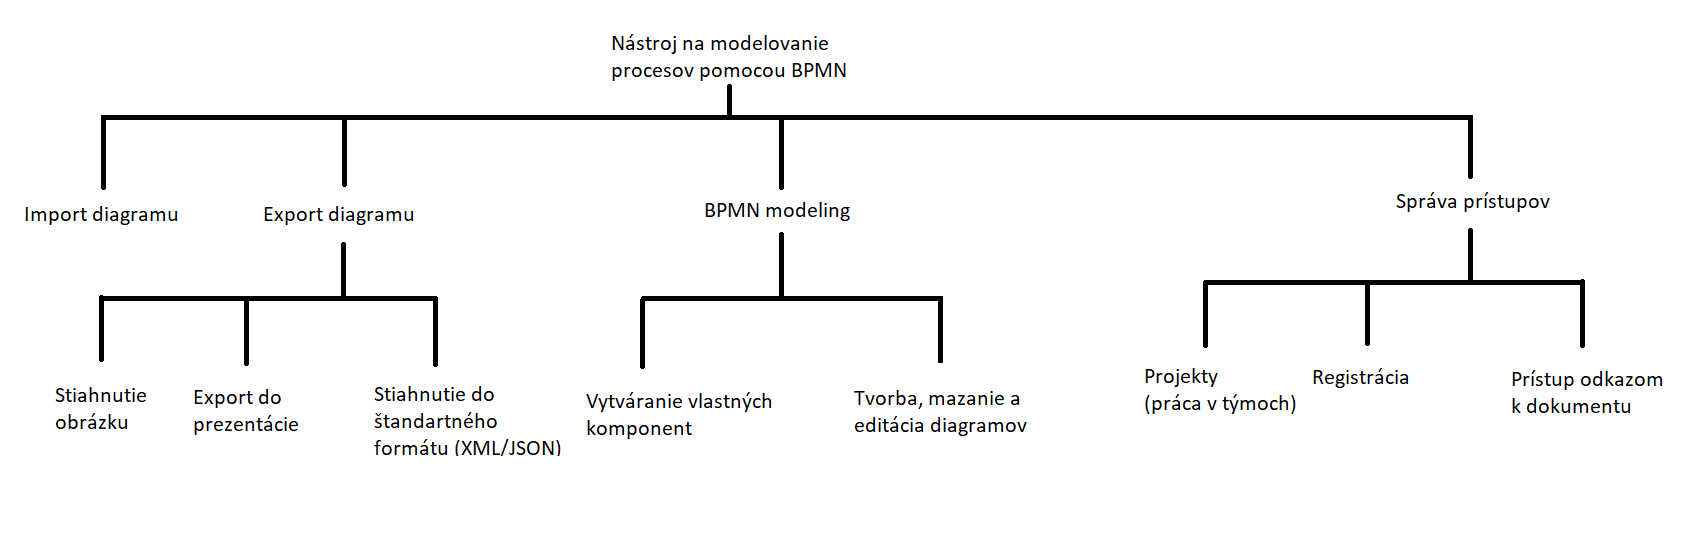 Nástroj na modelovanie
procesov pomocou BPMN
Import diagramu
Export diagramu
BPMN modeling
Správa prístupov
Stiahnutie
obrázku
Export do
prezentácie
Stiahnutie do
štandartného
formátu (XML/JSON)
Vytváranie vlastných
komponent
Tvorba, mazanie a
editácia diagramov
Projekty
(práca v týmoch)
Registrácia
Prístup odkazom
k dokumentu